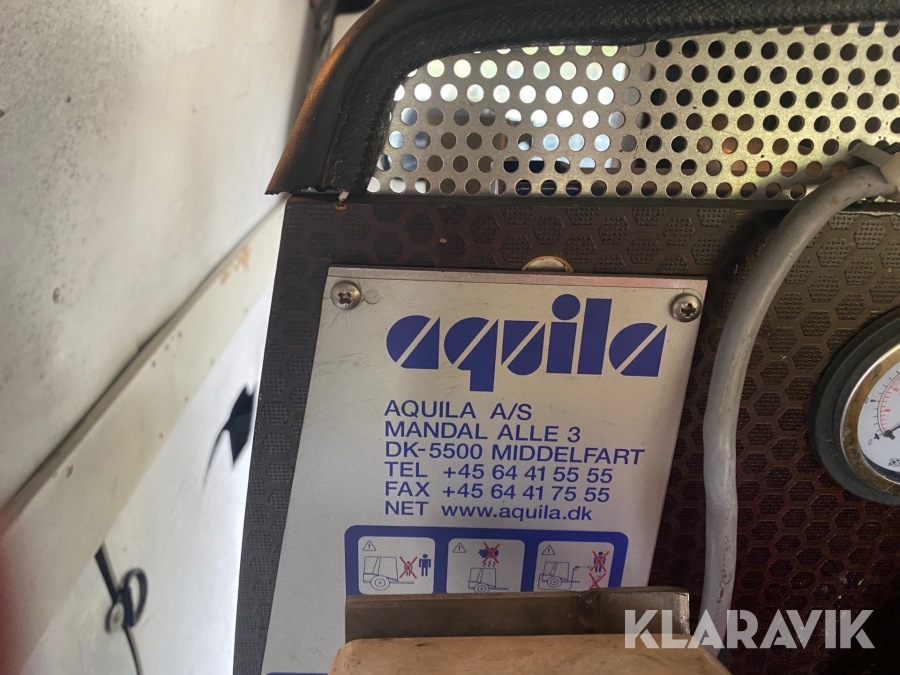 aquila
AQUILA A/S
MANDAL ALLE 3
DK-5500 MIDDELFART
TEL +45 64 41 55 55
FAX +45 64 41 75 55
NET www.aquila.dk
KLARAVIK